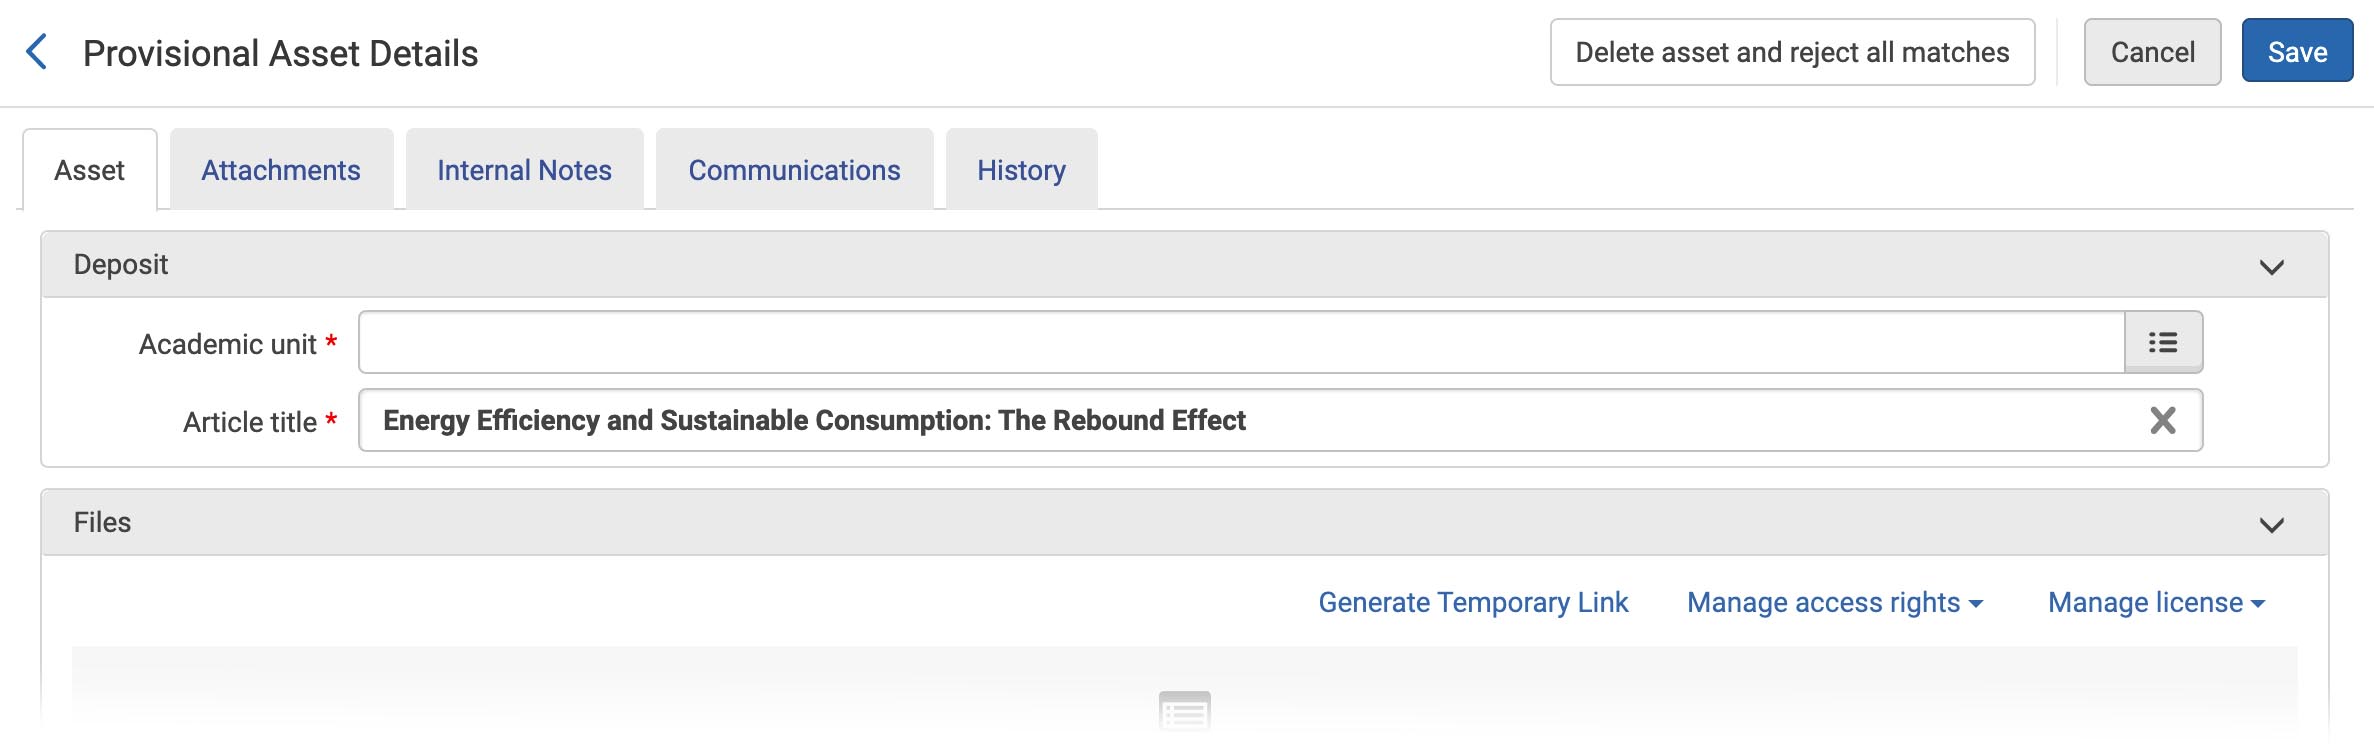 Provisional Asset Details
Delete asset and reject all matches
Cancel
Save
Asset
Attachments
Internal Notes
Communications
History
Deposit
Academic unit *
Article title *
Energy Efficiency and Sustainable Consumption: The Rebound Effect
Files
Generate Temporary Link
Manage access rights
Manage license